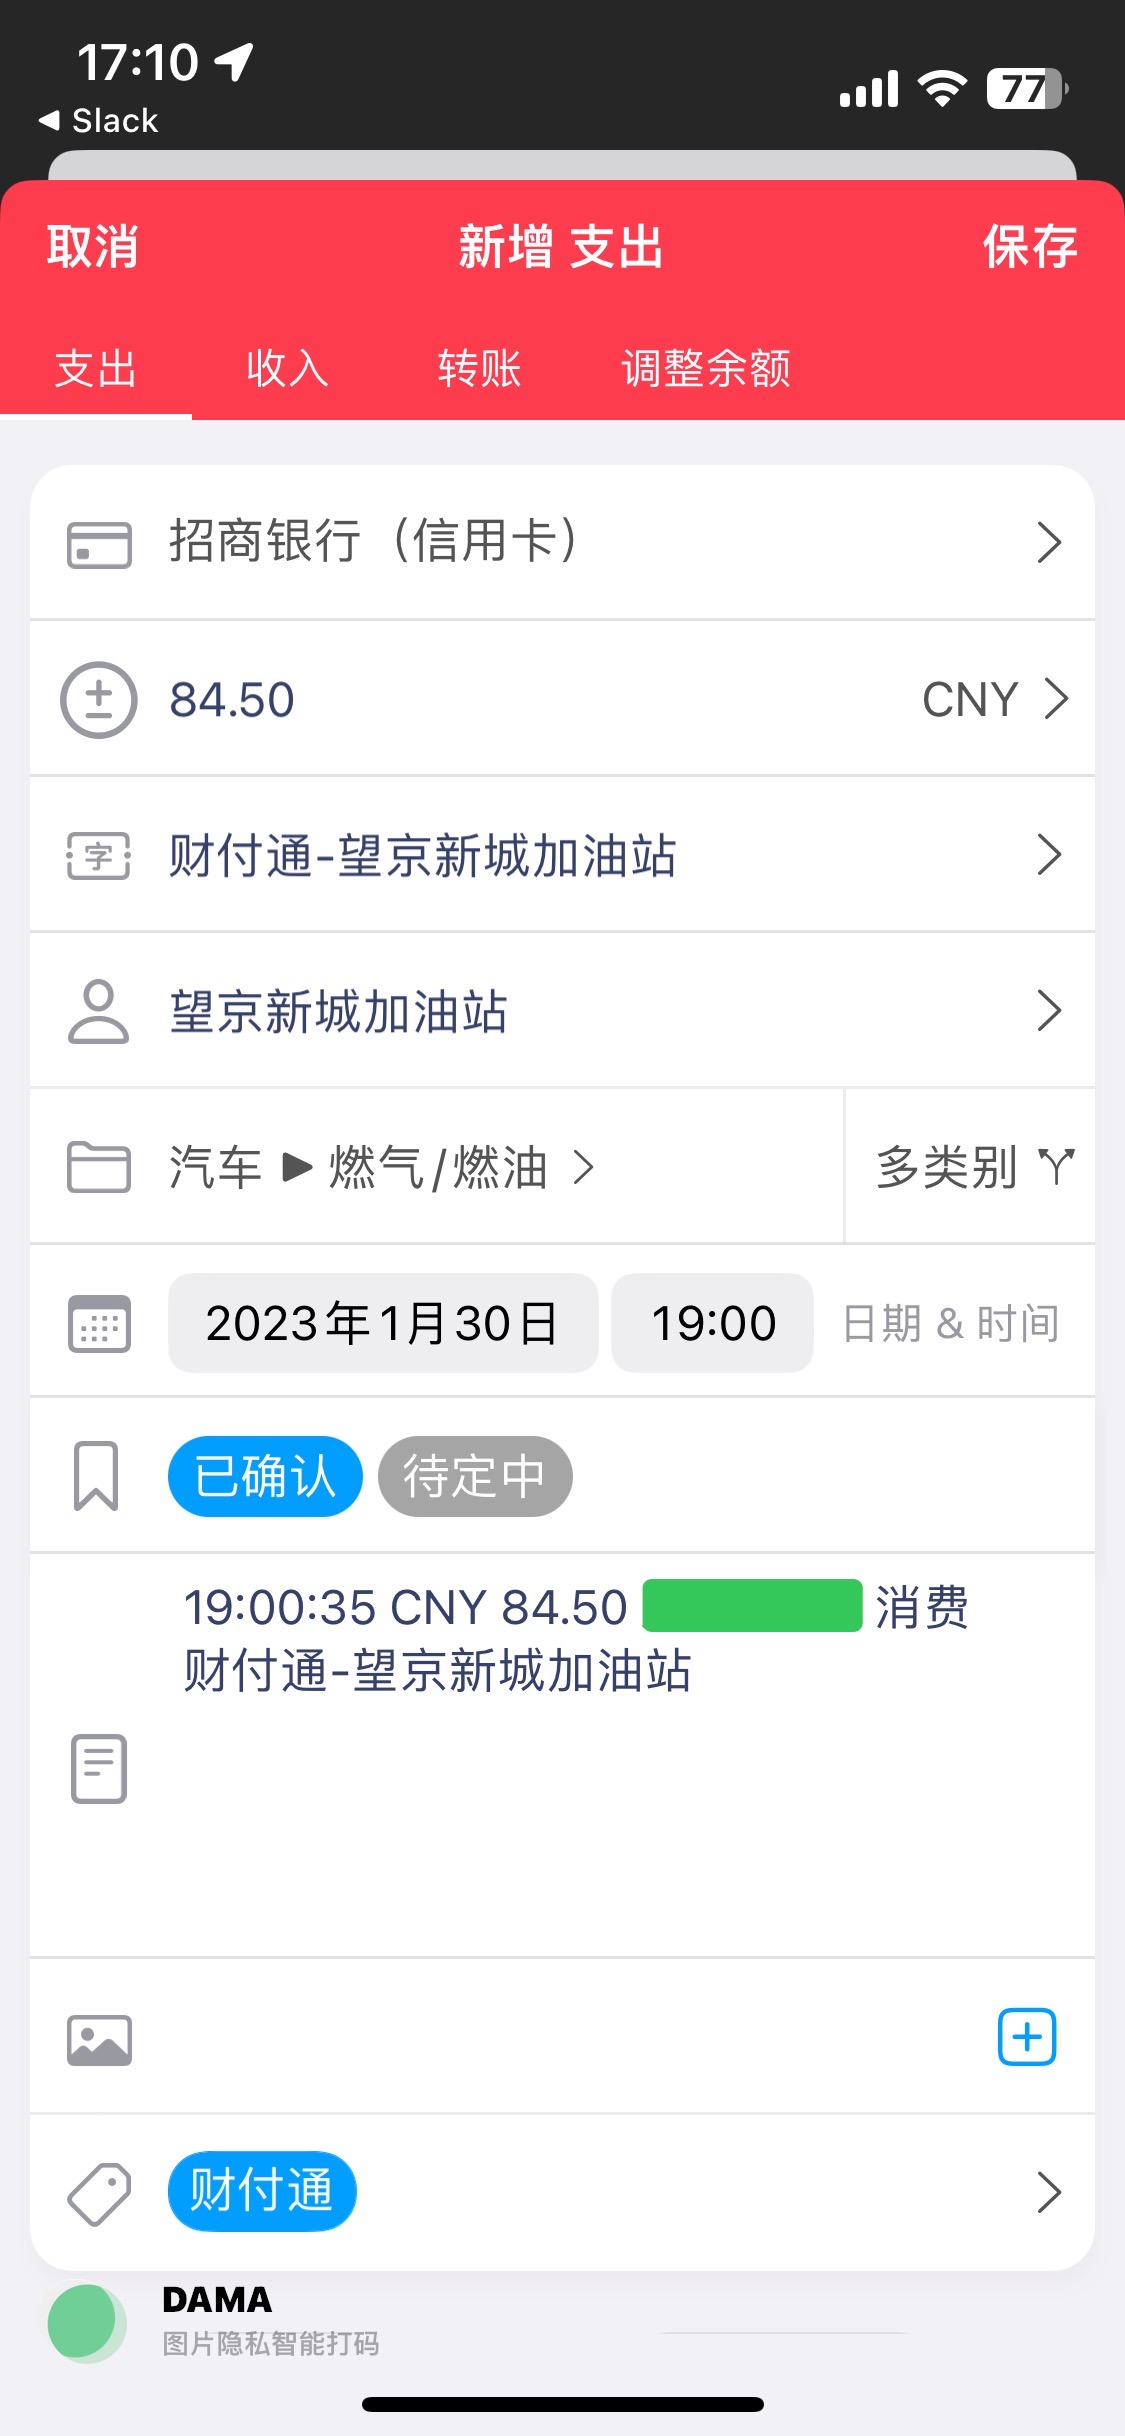 17:10
77
Slack
取消 新增 支出 保存
支出 收入 转账 调整余额
招商银行（信用卡）
84.50 CNY
字 财付通-望京新城加油站
望京新城加油站
汽车 ▶ 燃气/燃油 多类别
2023年1月30日 19:00 日期 & 时间
已确认 待定中
19:00:35 CNY 84.50 消费
财付通-望京新城加油站
财付通
DAMA
图片隐私智能打码